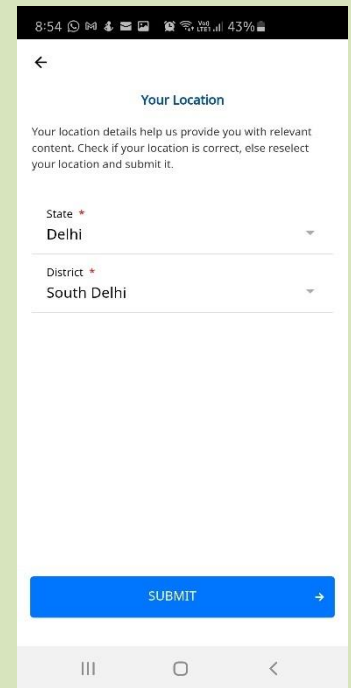 8:54 43%
Your Location
Your location details help us provide you with relevant
content. Check if your location is correct, else reselect
your location and submit it.
State *
Delhi
District *
South Delhi
SUBMIT